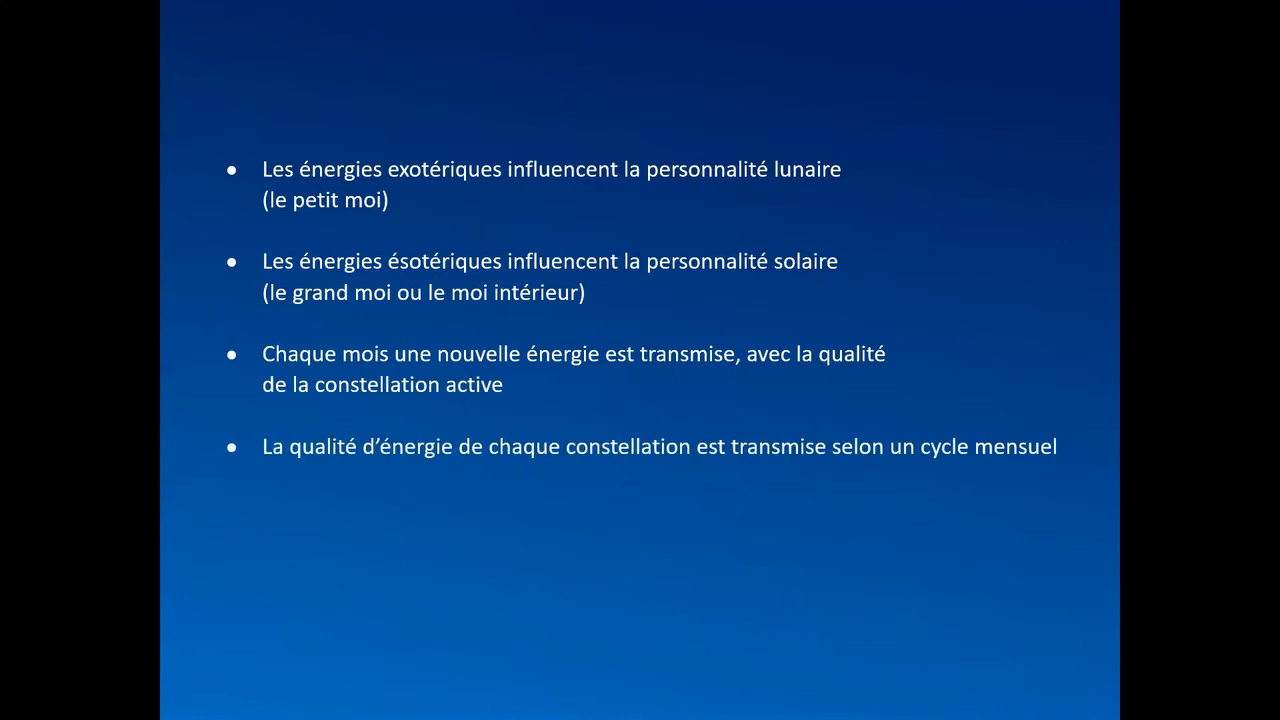 • Les énergies exotériques influencent la personnalité lunaire
(le petit moi)
• Les énergies ésotériques influencent la personnalité solaire
(le grand moi ou le moi intérieur)
• Chaque mois une nouvelle énergie est transmise, avec la qualité
de la constellation active
• La qualité d’énergie de chaque constellation est transmise selon un cycle mensuel